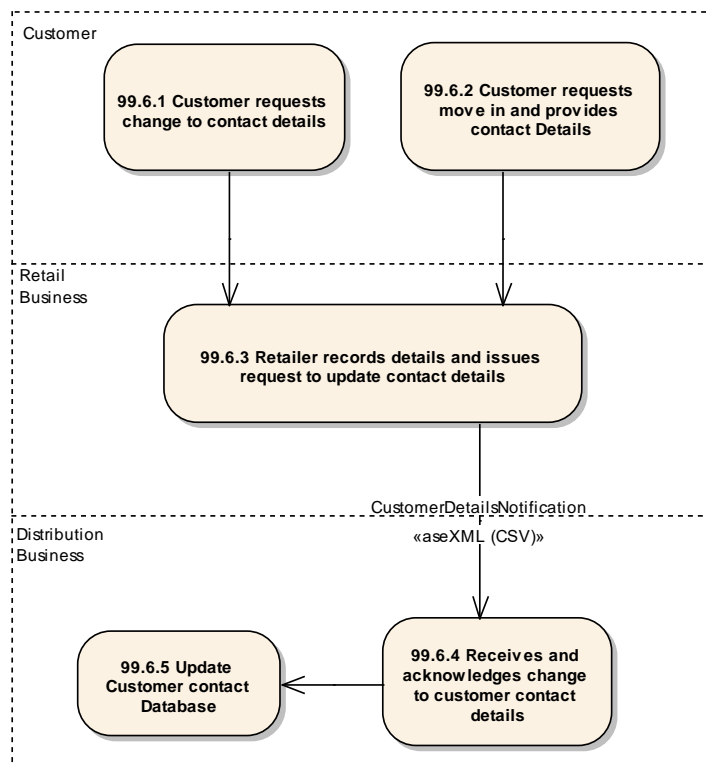 Customer
99.6.1 Customer requests
change to contact details
99.6.2 Customer requests
move in and provides
contact Details
Retail
Business
99.6.3 Retailer records details and issues
request to update contact details
CustomerDetailsNotification
«aseXML (CSV)»
Distribution
Business
99.6.5 Update
Customer contact
Database
99.6.4 Receives and
acknowledges change
to customer contact
details